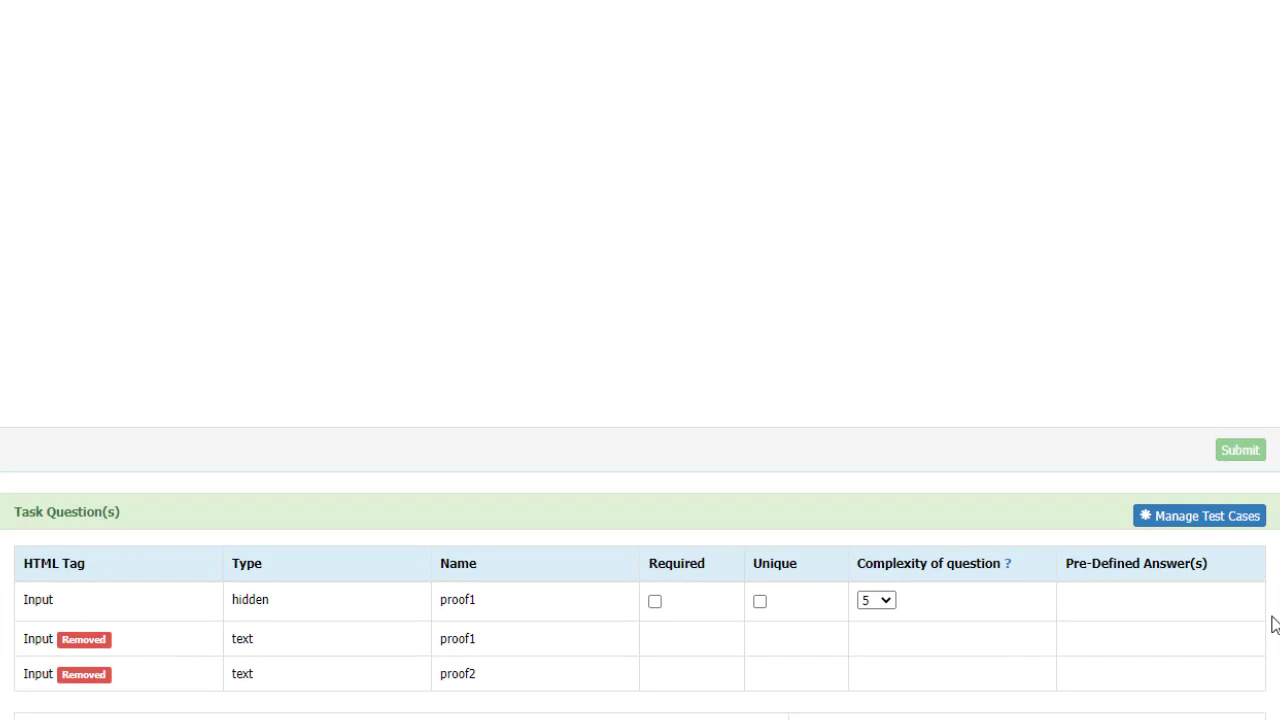 Submit
Task Question(s)
Manage Test Cases
HTML Tag Type Name Required Unique Complexity of question ? Pre-Defined Answer(s)
Input hidden proof1 5
Input Removed text proof1
Input Removed text proof2